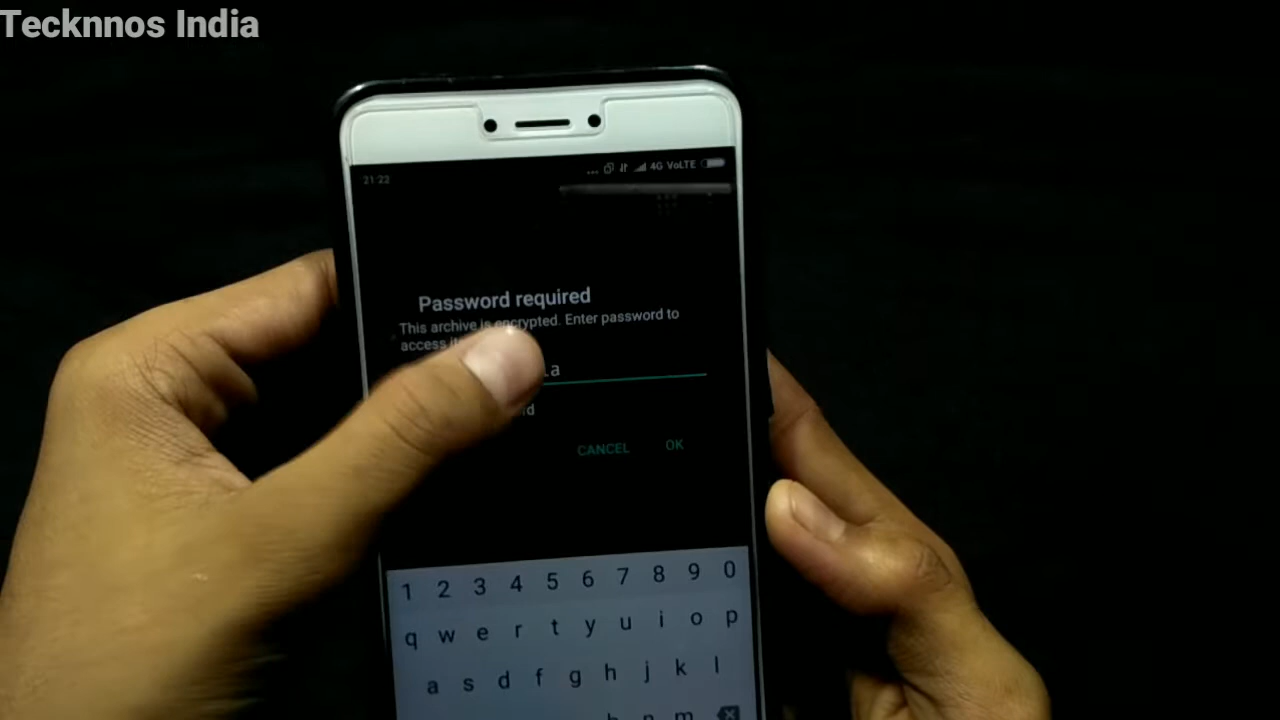 Tecknnos India
21:22
... 4G VoLTE
Password required
This archive is encrypted. Enter password to
access
CANCEL OK
1 2 3 4 5 6 7 8 9 0
q w e r t y u i o p
a s d f g h j k l
m